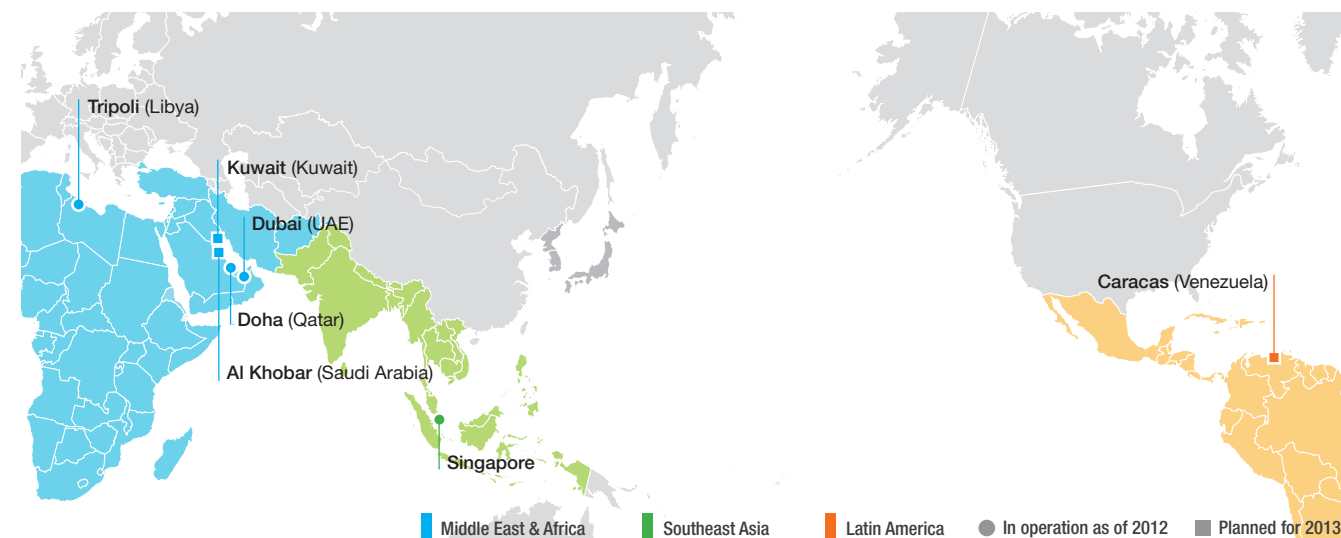 Tripoli (Libya)
Kuwait (Kuwait)
Dubai (UAE)
Caracas (Venezuela)
Doha (Qatar)
Al Khobar (Saudi Arabia)
Singapore
Middle East & Africa
Southeast Asia
Latin America
In operation as of 2012
Planned for 2013